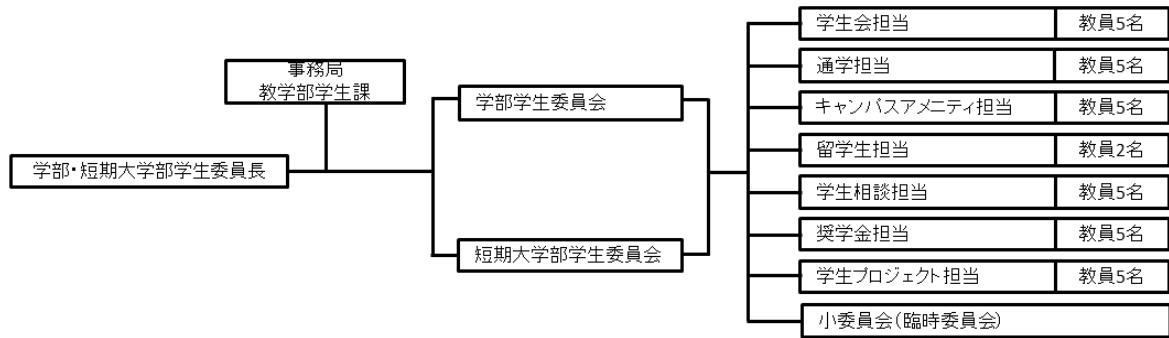 事務局
教学部学生課
学部・短期大学部学生委員長
学部学生委員会
短期大学部学生委員会
学生会担当 教員5名
通学担当 教員5名
キャンパスアメニティ担当 教員5名
留学生担当 教員2名
学生相談担当 教員5名
奨学金担当 教員5名
学生プロジェクト担当 教員5名
小委員会(臨時委員会)